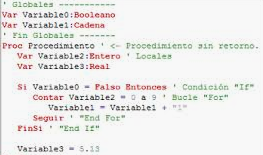 ' Globales -----------
Var Variable0:Booleano
Var Variable1:Cadena
' Fin Globales -------
Proc Procedimiento ' <- Procedimiento sin retorno.
Var Variable2:Entero ' Locales
Var Variable3:Real
Si Variable0 = Falso Entonces ' Condición "If"
Contar Variable2 = 0 a 9 ' Bucle "For"
Variable1 = Variable1 + "I"
Seguir ' "End For"
FinSi ' "End If"
Variable3 = 5.13